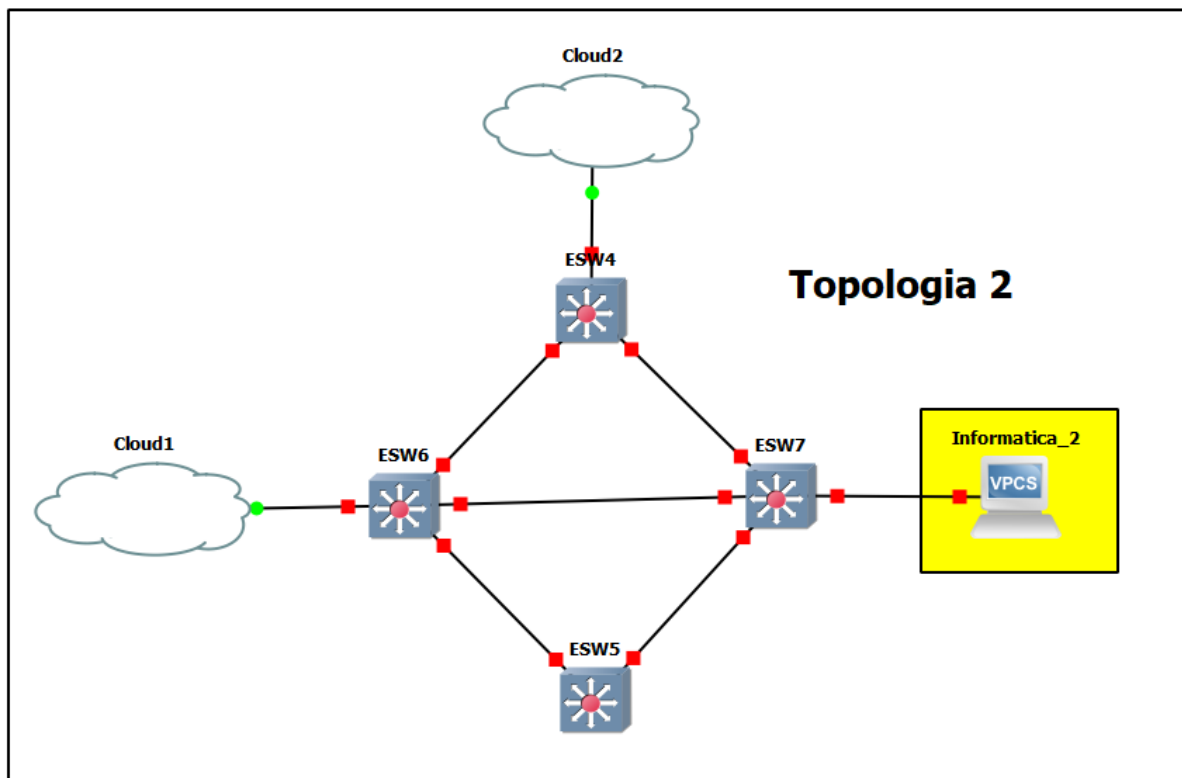 Cloud2
ESW4
Topologia 2
Cloud1
ESW6
ESW7
Informatica_2
VPCS
ESW5